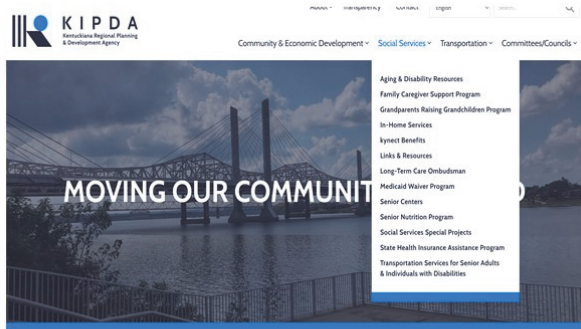 About
Transparency
Contact
English
Search...
KIPDA
Kentuckiana Regional Planning
& Development Agency
Community & Economic Development
Social Services
Transportation
Committees/Councils
Aging & Disability Resources
Family Caregiver Support Program
Grandparents Raising Grandchildren Program
In-Home Services
kynect Benefits
Links & Resources
Long-Term Care Ombudsman
Medicaid Waiver Program
Senior Centers
Senior Nutrition Program
Social Services Special Projects
State Health Insurance Assistance Program
Transportation Services for Senior Adults
& Individuals with Disabilities
MOVING OUR COMMUNIT